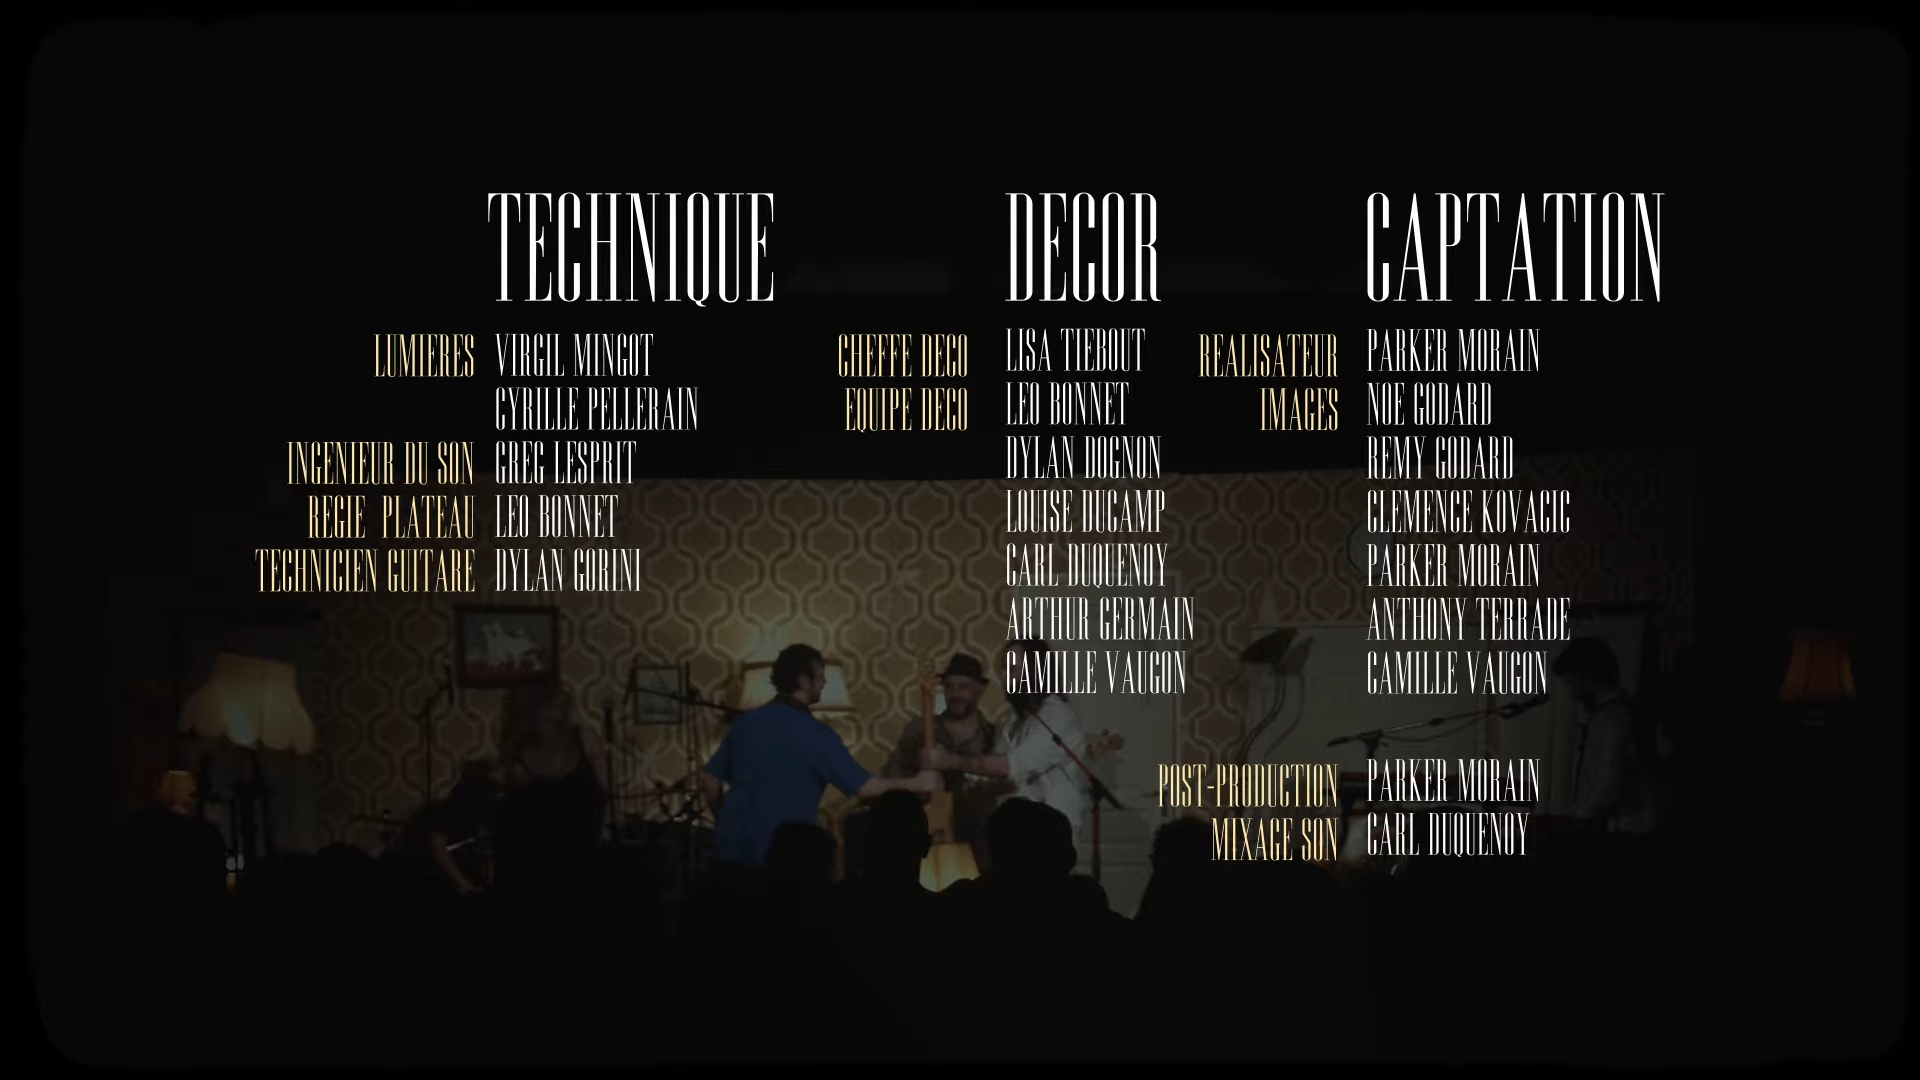 TECHNIQUE
LUMIERES VIRGIL MINGOT
CYRILLE PELLERAIN
INGENIEUR DU SON GREG LESPRIT
REGIE PLATEAU LEO BONNET
TECHNICIEN GUITARE DYLAN GORINI
DECOR
CHEFFE DECO LISA TIEBOUT
EQUIPE DECO LEO BONNET
DYLAN DOGNON
LOUISE DUCAMP
CARL DUQUENOY
ARTHUR GERMAIN
CAMILLE VAUGON
CAPTATION
REALISATEUR PARKER MORAIN
IMAGES NOE GODARD
REMY GODARD
CLEMENCE KOVACIC
PARKER MORAIN
ANTHONY TERRADE
CAMILLE VAUGON
POST-PRODUCTION PARKER MORAIN
MIXAGE SON CARL DUQUENOY